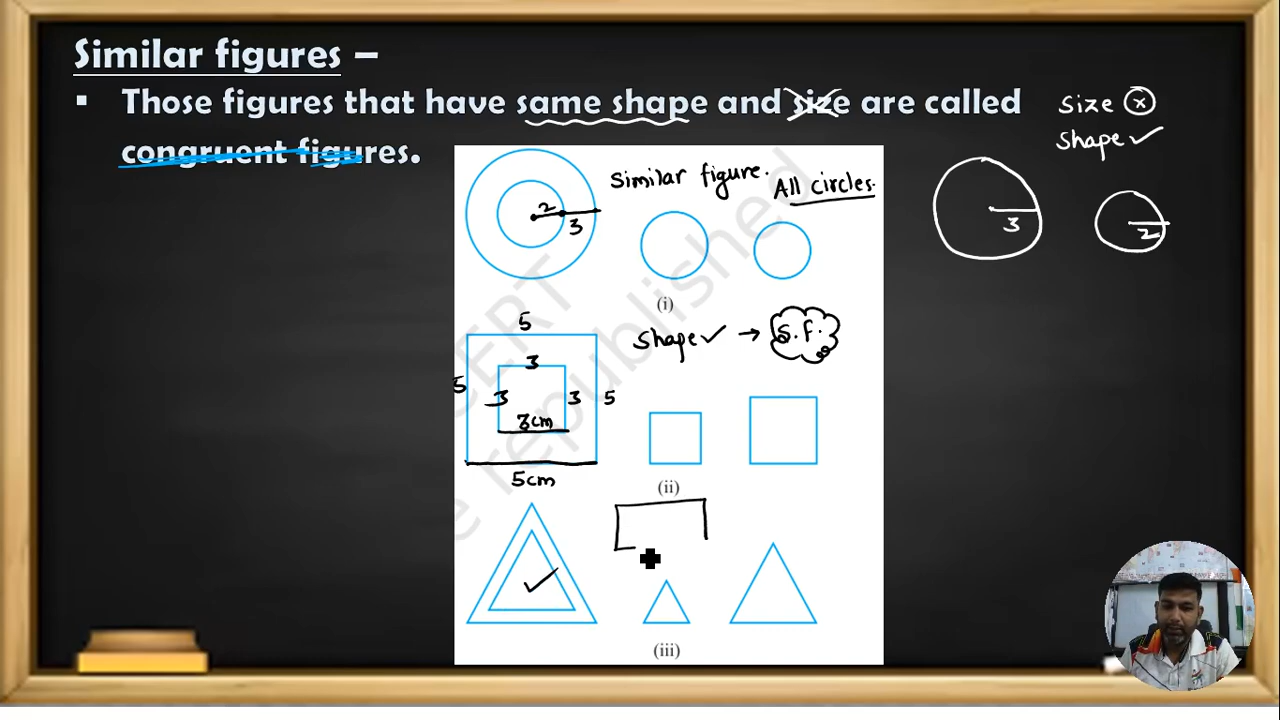 Similar figures –
▪ Those figures that have same shape and size are called
congruent figures.
Size x
Shape ✓
3
2
Similar figure.
All circles.
2
3
(i)
5
3
5
3
3
5
3cm
5cm
Shape ✓ → S.F.
(ii)
✓
(iii)
republished